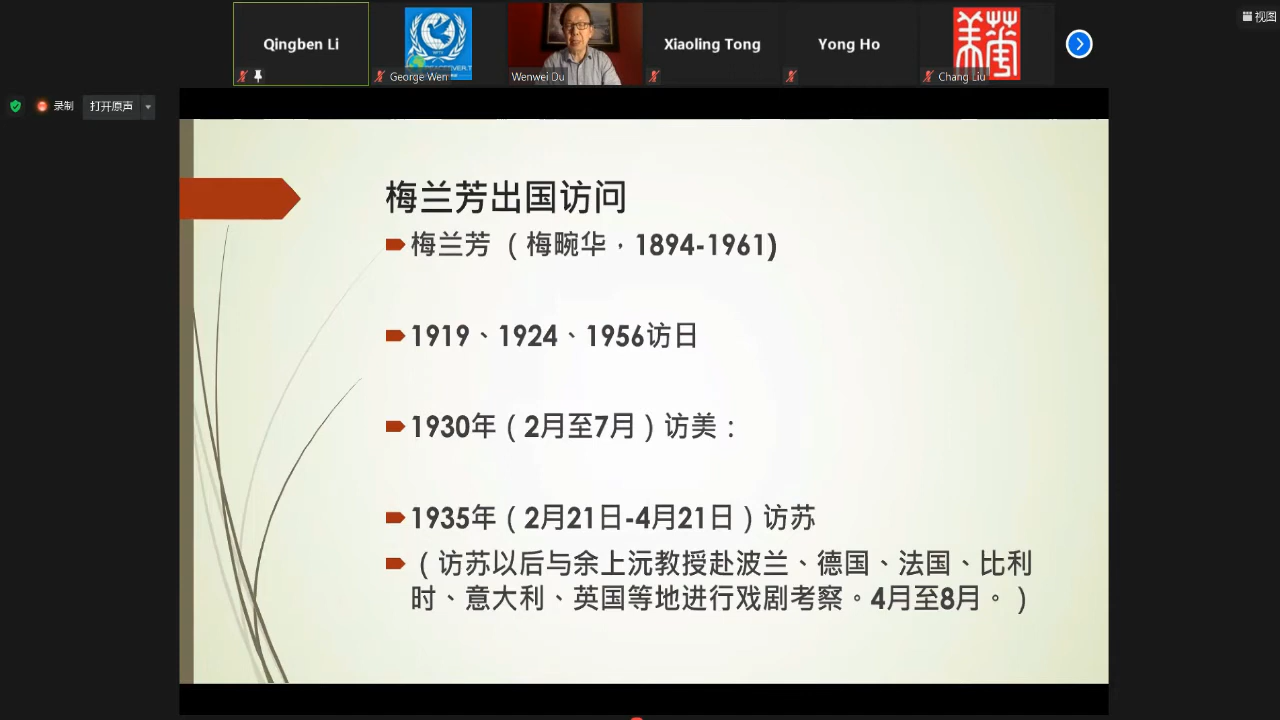 Qingben Li
George Wen
Wenwei Du
Xiaoling Tong
Yong Ho
Chang Liu
视图
录制
打开原声
梅兰芳出国访问
梅兰芳（梅畹华，1894-1961)
1919、1924、1956访日
1930年（2月至7月）访美：
1935年（2月21日-4月21日）访苏
（访苏以后与余上沅教授赴波兰、德国、法国、比利
时、意大利、英国等地进行戏剧考察。4月至8月。）